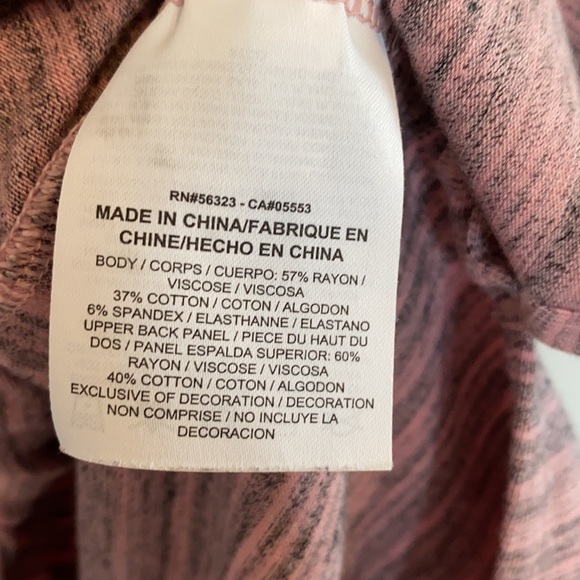 RN#56323 - CA#05553
MADE IN CHINA/FABRIQUE EN
CHINE/HECHO EN CHINA
BODY / CORPS / CUERPO: 57% RAYON /
VISCOSE / VISCOSA
37% COTTON / COTON / ALGODON
6% SPANDEX / ELASTHANNE / ELASTANO
UPPER BACK PANEL / PIECE DU HAUT DU
DOS / PANEL ESPALDA SUPERIOR: 60%
RAYON / VISCOSE / VISCOSA
40% COTTON / COTON / ALGODON
EXCLUSIVE OF DECORATION / DECORATION
NON COMPRISE / NO INCLUYE LA
DECORACION